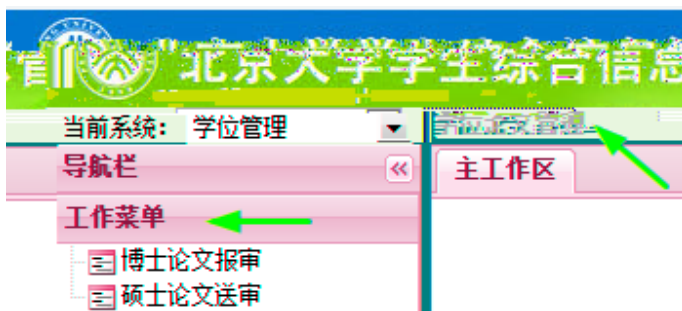 北京大学学生综合信息
当前系统： 学位管理
导航栏 主工作区
工作菜单
博士论文报审
硕士论文送审